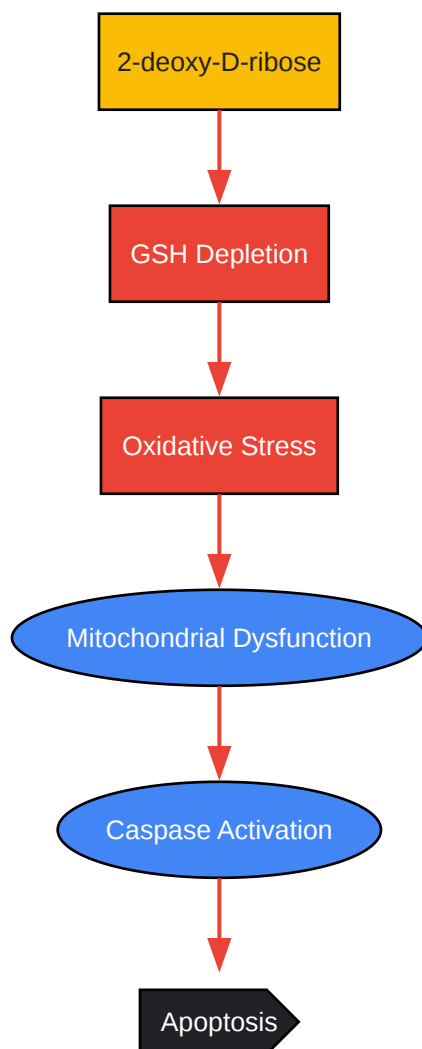 2-deoxy-D-ribose
GSH Depletion
Oxidative Stress
Mitochondrial Dysfunction
Caspase Activation
Apoptosis